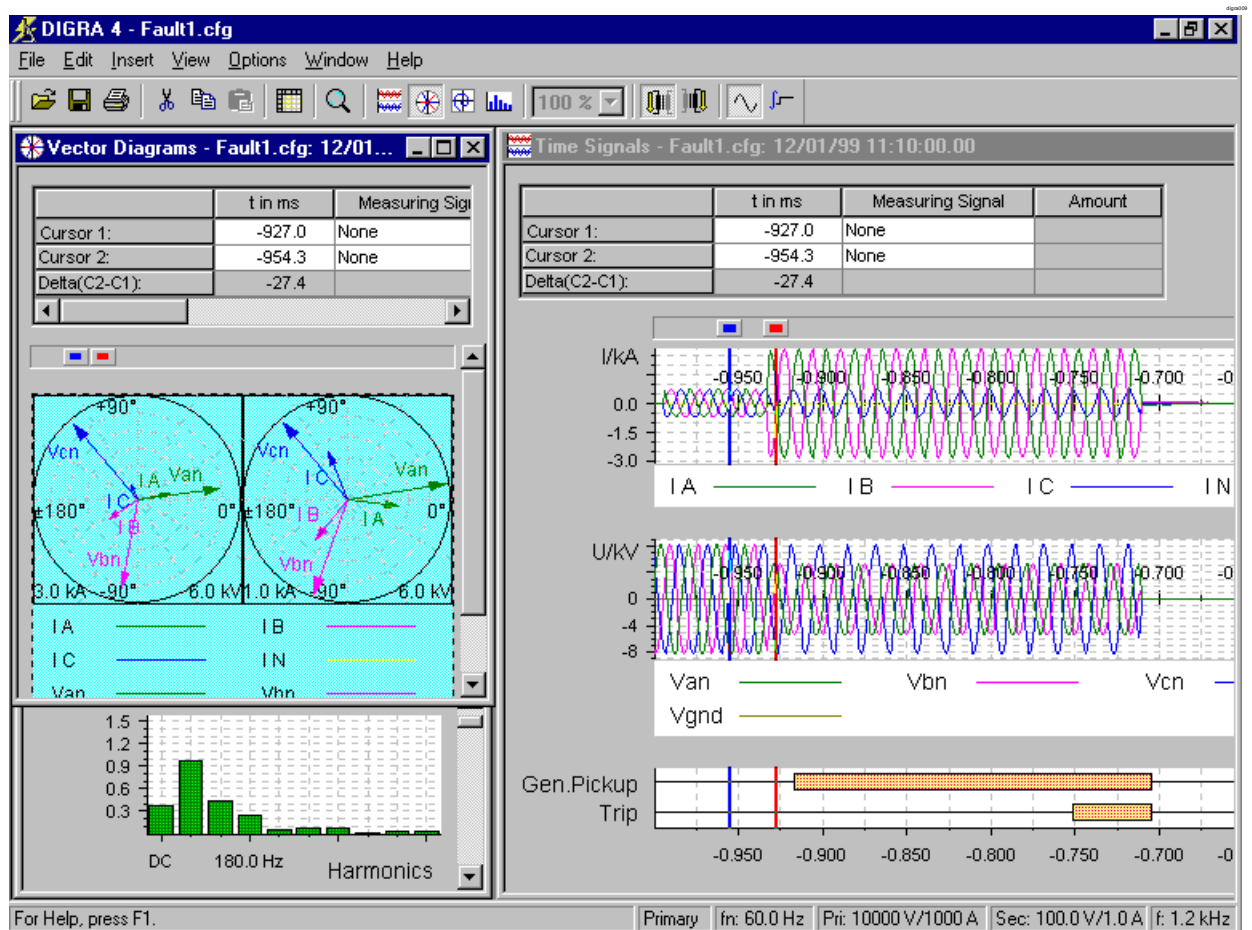 digra009
DIGRA 4 - Fault1.cfg
File Edit Insert View Options Window Help
100 %
Vector Diagrams - Fault1.cfg: 12/01...
t in ms Measuring Sign
Cursor 1: -927.0 None
Cursor 2: -954.3 None
Delta(C2-C1): -27.4
+90° +90°
Vcn Vcn
I A Van I C Van
I C ±180° 0° ±180° I B I A 0°
I B
Vbn Vbn
3.0 kA -90° 6.0 kV 1.0 kA -90° 6.0 kV
I A I B
I C I N
Van Vbn
1.5
1.2
0.9
0.6
0.3
DC 180.0 Hz Harmonics
Time Signals - Fault1.cfg: 12/01/99 11:10:00.00
t in ms Measuring Signal Amount
Cursor 1: -927.0 None
Cursor 2: -954.3 None
Delta(C2-C1): -27.4
I/kA
-0.950 -0.900 -0.850 -0.800 -0.750 -0.700 -0
0.0
-1.5
-3.0
I A I B I C I N
U/kV
-0.950 -0.900 -0.850 -0.800 -0.750 -0.700 -0
0
-4
-8
Van Vbn Vcn
Vgnd
Gen.Pickup
Trip
-0.950 -0.900 -0.850 -0.800 -0.750 -0.700 -0
For Help, press F1. Primary fn: 60.0 Hz Pri: 10000 V/1000 A Sec: 100.0 V/1.0 A f: 1.2 kHz